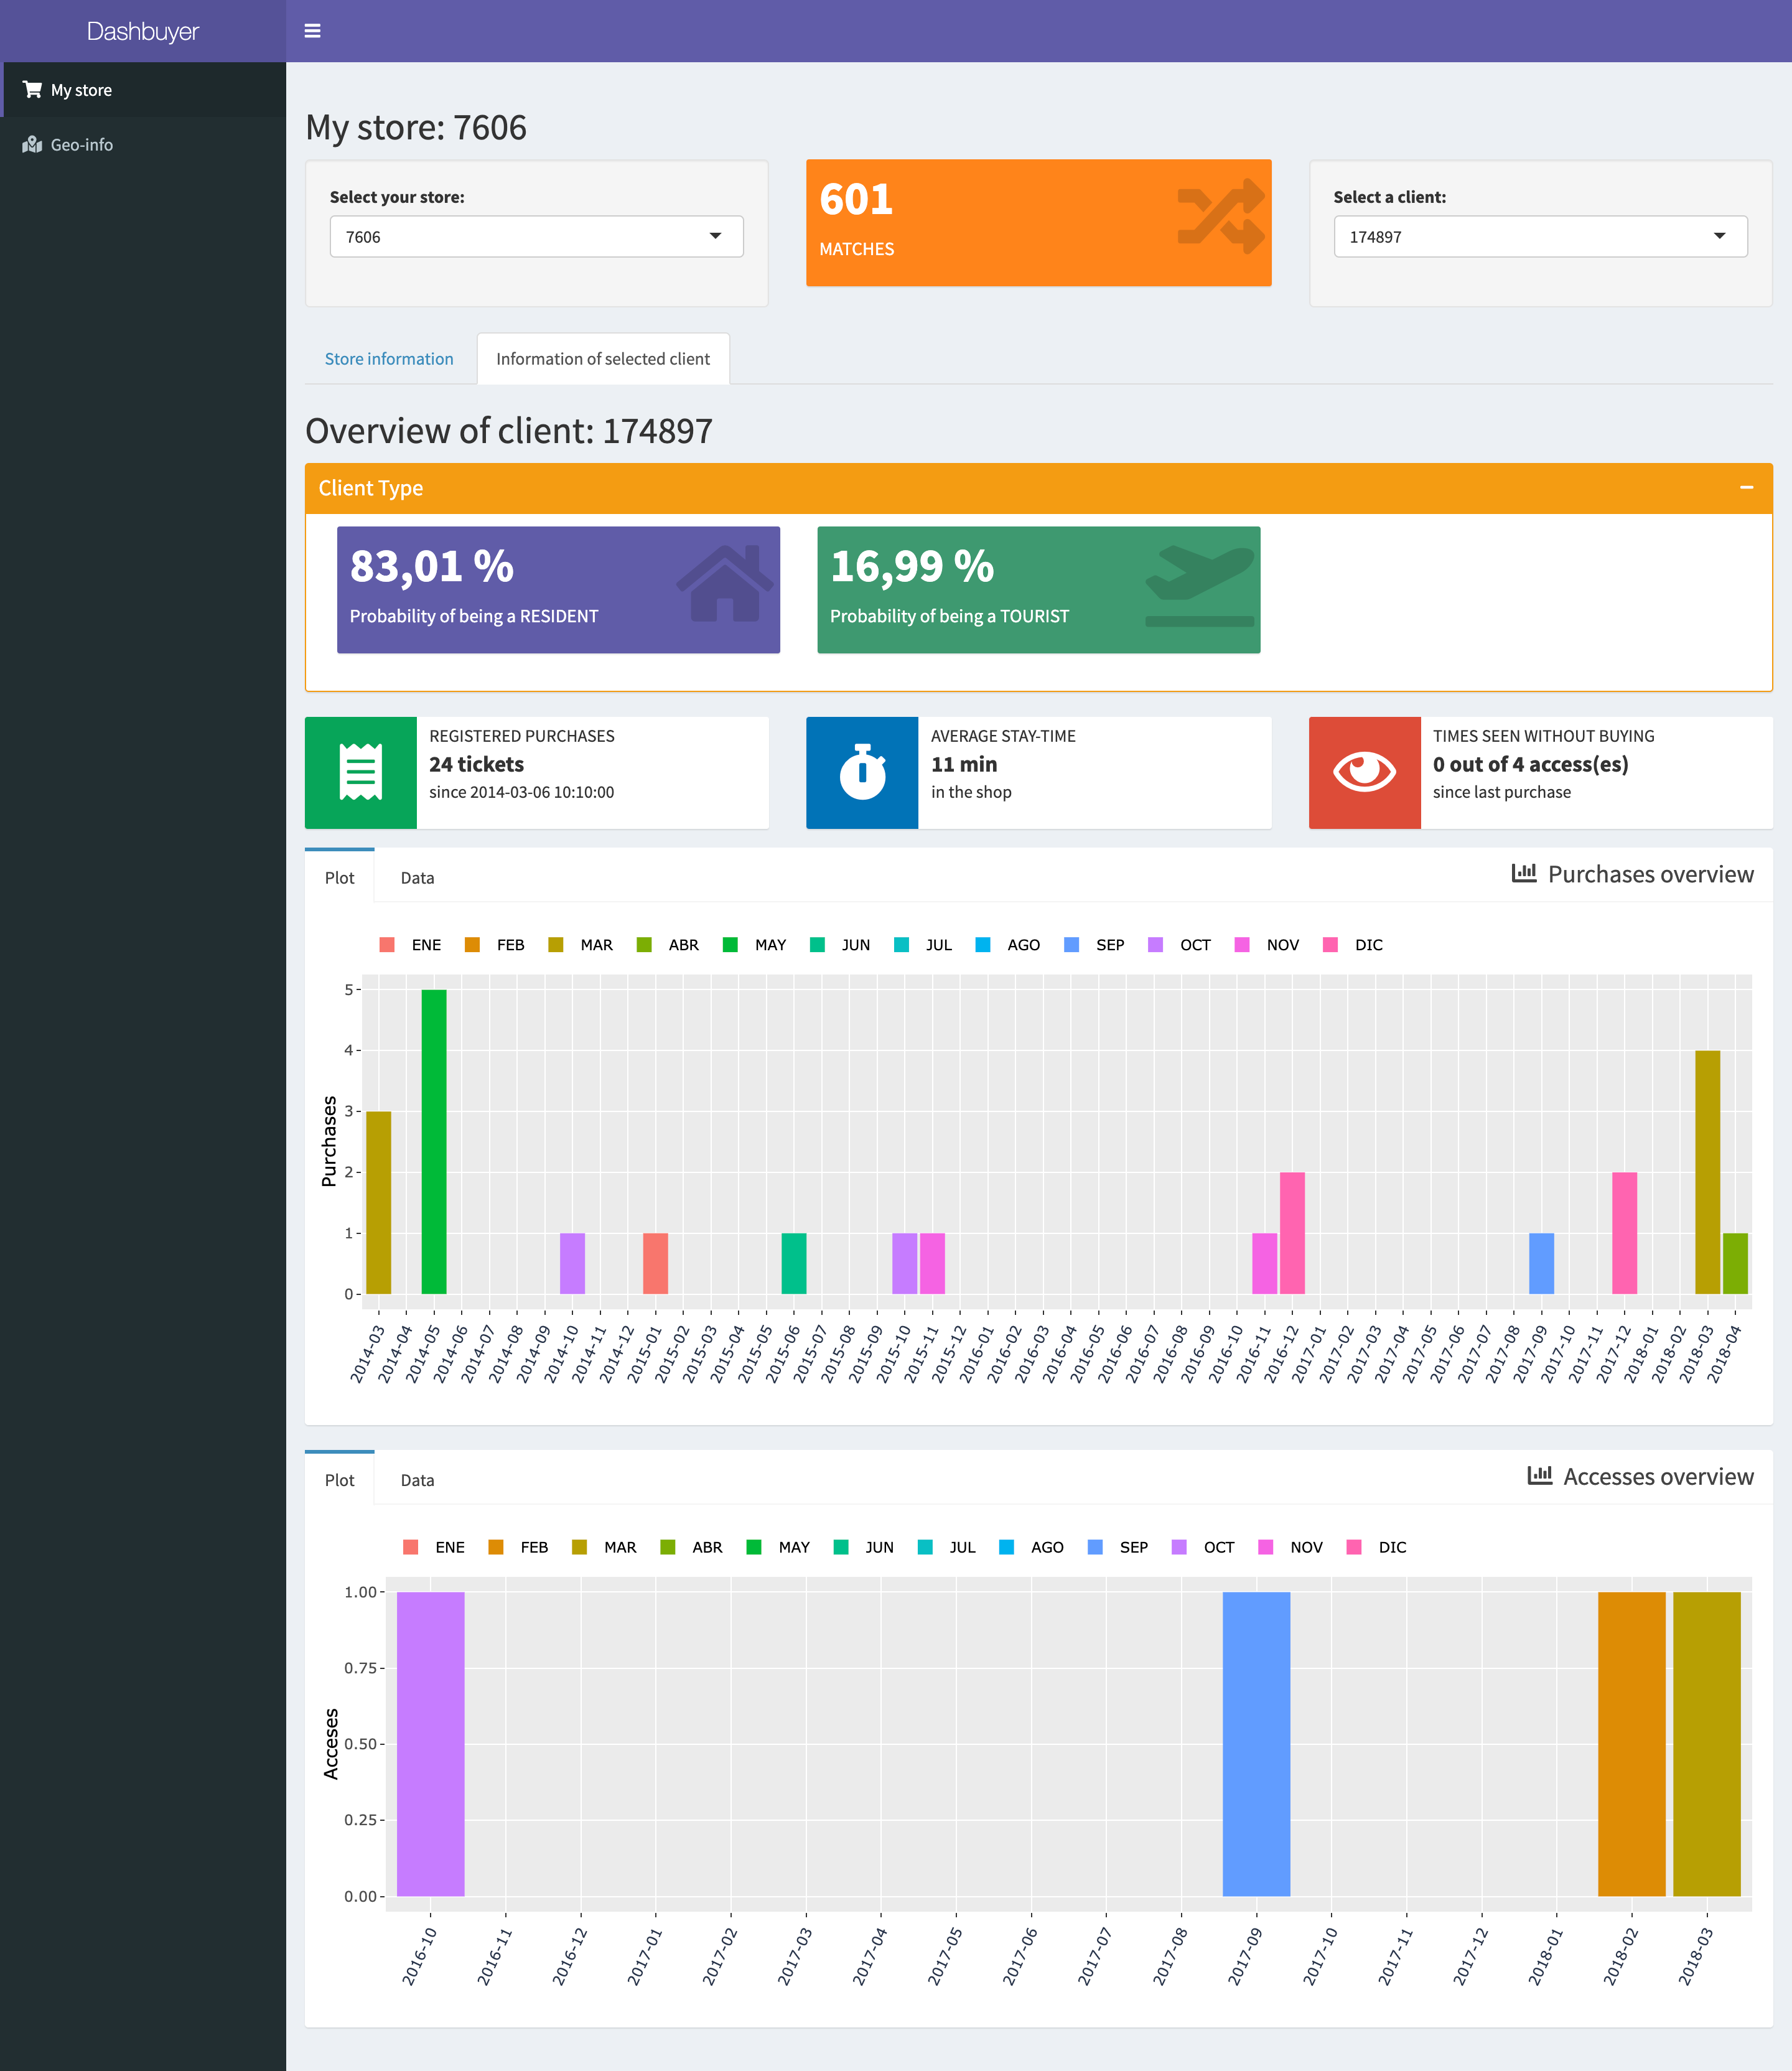 Dashbuyer
My store
Geo-info
My store: 7606
Select your store:
7606
601
MATCHES
Select a client:
174897
Store information
Information of selected client
Overview of client: 174897
Client Type
83,01 %
Probability of being a RESIDENT
16,99 %
Probability of being a TOURIST
REGISTERED PURCHASES
24 tickets
since 2014-03-06 10:10:00
AVERAGE STAY-TIME
11 min
in the shop
TIMES SEEN WITHOUT BUYING
0 out of 4 access(es)
since last purchase
Plot
Data
Purchases overview
ENE FEB MAR ABR MAY JUN JUL AGO SEP OCT NOV DIC
Purchases
5
4
3
2
1
0
2014-03 2014-04 2014-05 2014-06 2014-07 2014-08 2014-09 2014-10 2014-11 2014-12 2015-01 2015-02 2015-03 2015-04 2015-05 2015-06 2015-07 2015-08 2015-09 2015-10 2015-11 2015-12 2016-01 2016-02 2016-03 2016-04 2016-05 2016-06 2016-07 2016-08 2016-09 2016-10 2016-11 2016-12 2017-01 2017-02 2017-03 2017-04 2017-05 2017-06 2017-07 2017-08 2017-09 2017-10 2017-11 2017-12 2018-01 2018-02 2018-03 2018-04
Plot
Data
Accesses overview
ENE FEB MAR ABR MAY JUN JUL AGO SEP OCT NOV DIC
Acceses
1.00
0.75
0.50
0.25
0.00
2016-10 2016-11 2016-12 2017-01 2017-02 2017-03 2017-04 2017-05 2017-06 2017-07 2017-08 2017-09 2017-10 2017-11 2017-12 2018-01 2018-02 2018-03